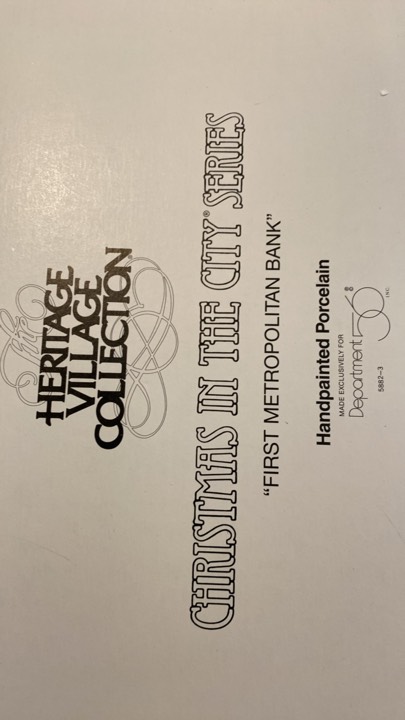 the
HERITAGE
VILLAGE
COLLECTION®
CHRISTMAS IN THE CITY® SERIES
"FIRST METROPOLITAN BANK"
Handpainted Porcelain
MADE EXCLUSIVELY FOR
Department 56®
INC.
5882-3